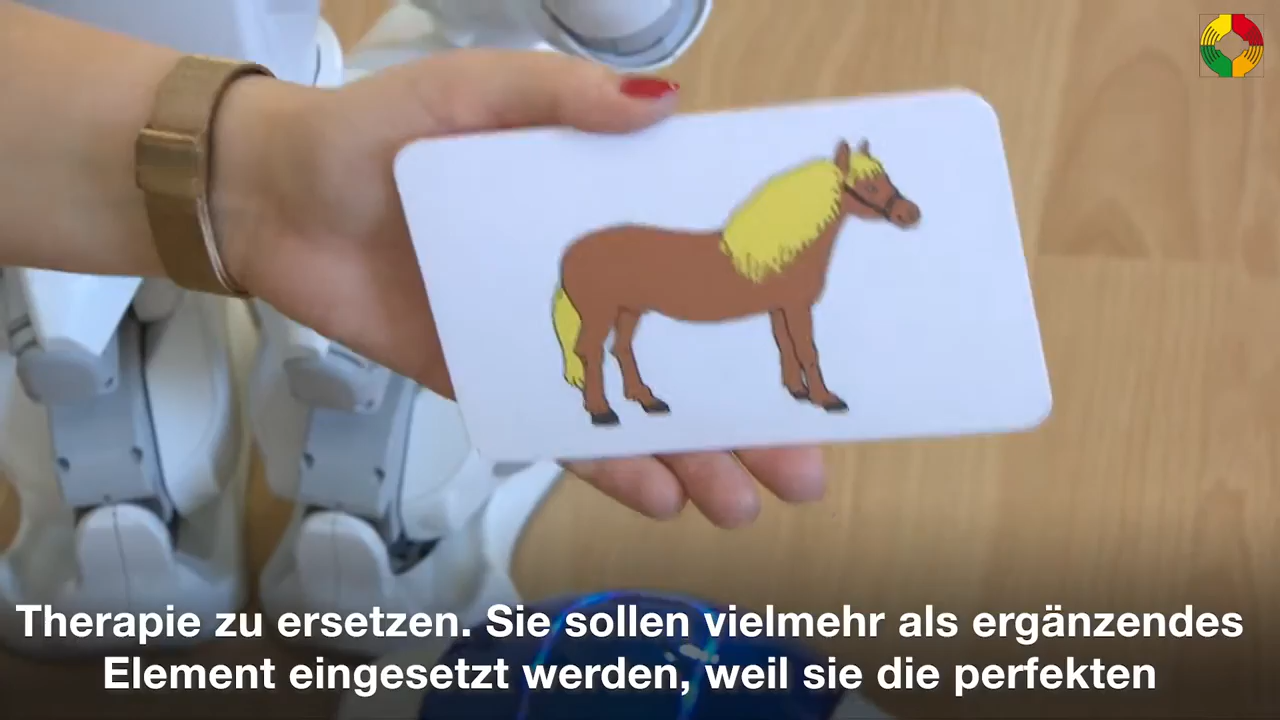 Therapie zu ersetzen. Sie sollen vielmehr als ergänzendes
Element eingesetzt werden, weil sie die perfekten